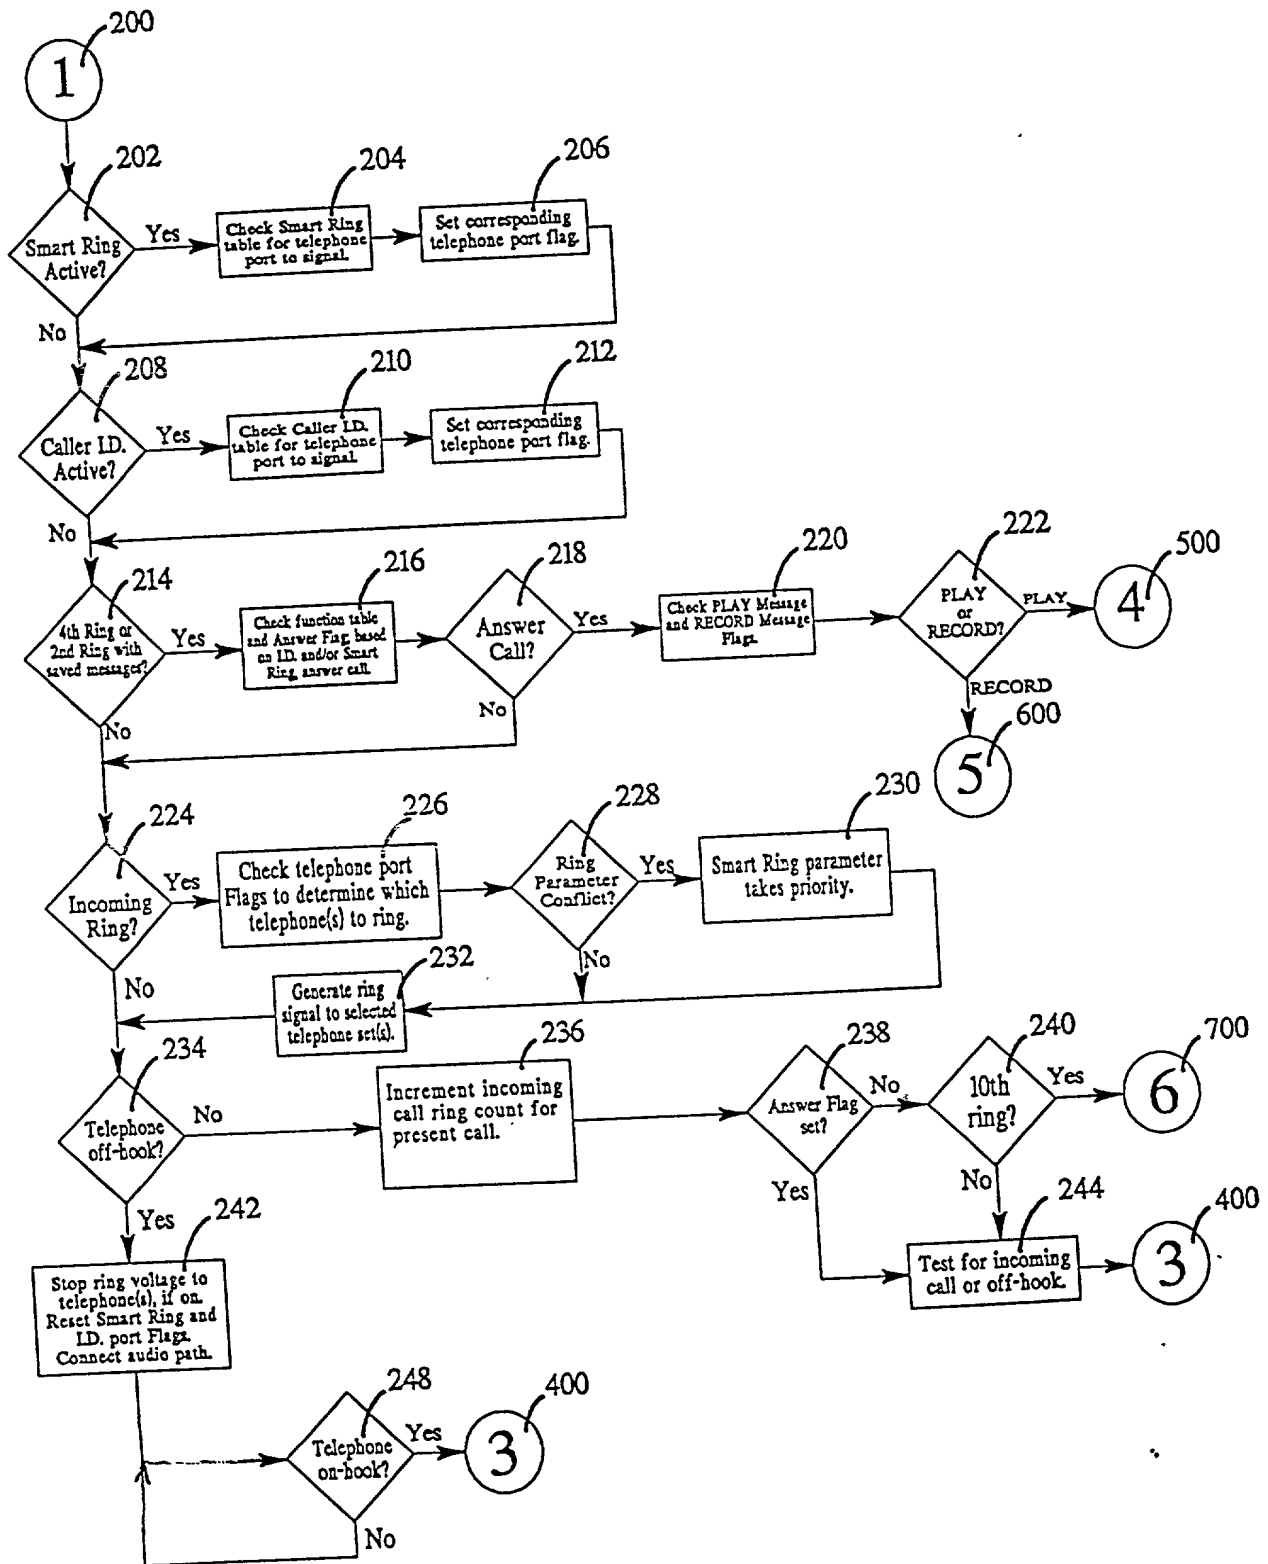 200
1
202
204
206
Smart Ring
Active?
Yes
Check Smart Ring
table for telephone
port to signal.
Set corresponding
telephone port flag.
No
208
210
212
Caller I.D.
Active?
Yes
Check Caller I.D.
table for telephone
port to signal.
Set corresponding
telephone port flag.
No
214
216
218
220
222
500
4th Ring or
2nd Ring with
saved messages?
Yes
Check function table
and Answer Flag, based
on I.D. and/or Smart
Ring, answer call.
Answer
Call?
Yes
Check PLAY Message
and RECORD Message
Flags.
PLAY
or
RECORD?
PLAY
4
No
No
RECORD
600
5
224
226
228
230
Incoming
Ring?
Yes
Check telephone port
Flags to determine which
telephone(s) to ring.
Ring
Parameter
Conflict?
Yes
Smart Ring parameter
takes priority.
No
No
232
Generate ring
signal to selected
telephone set(s).
234
236
238
240
700
Telephone
off-hook?
No
Increment incoming
call ring count for
present call.
Answer Flag
set?
No
10th
ring?
Yes
6
Yes
Yes
No
242
244
400
Stop ring voltage to
telephone(s), if on.
Reset Smart Ring and
I.D. port Flags.
Connect audio path.
Test for incoming
call or off-hook.
3
248
400
Telephone
on-hook?
Yes
3
No